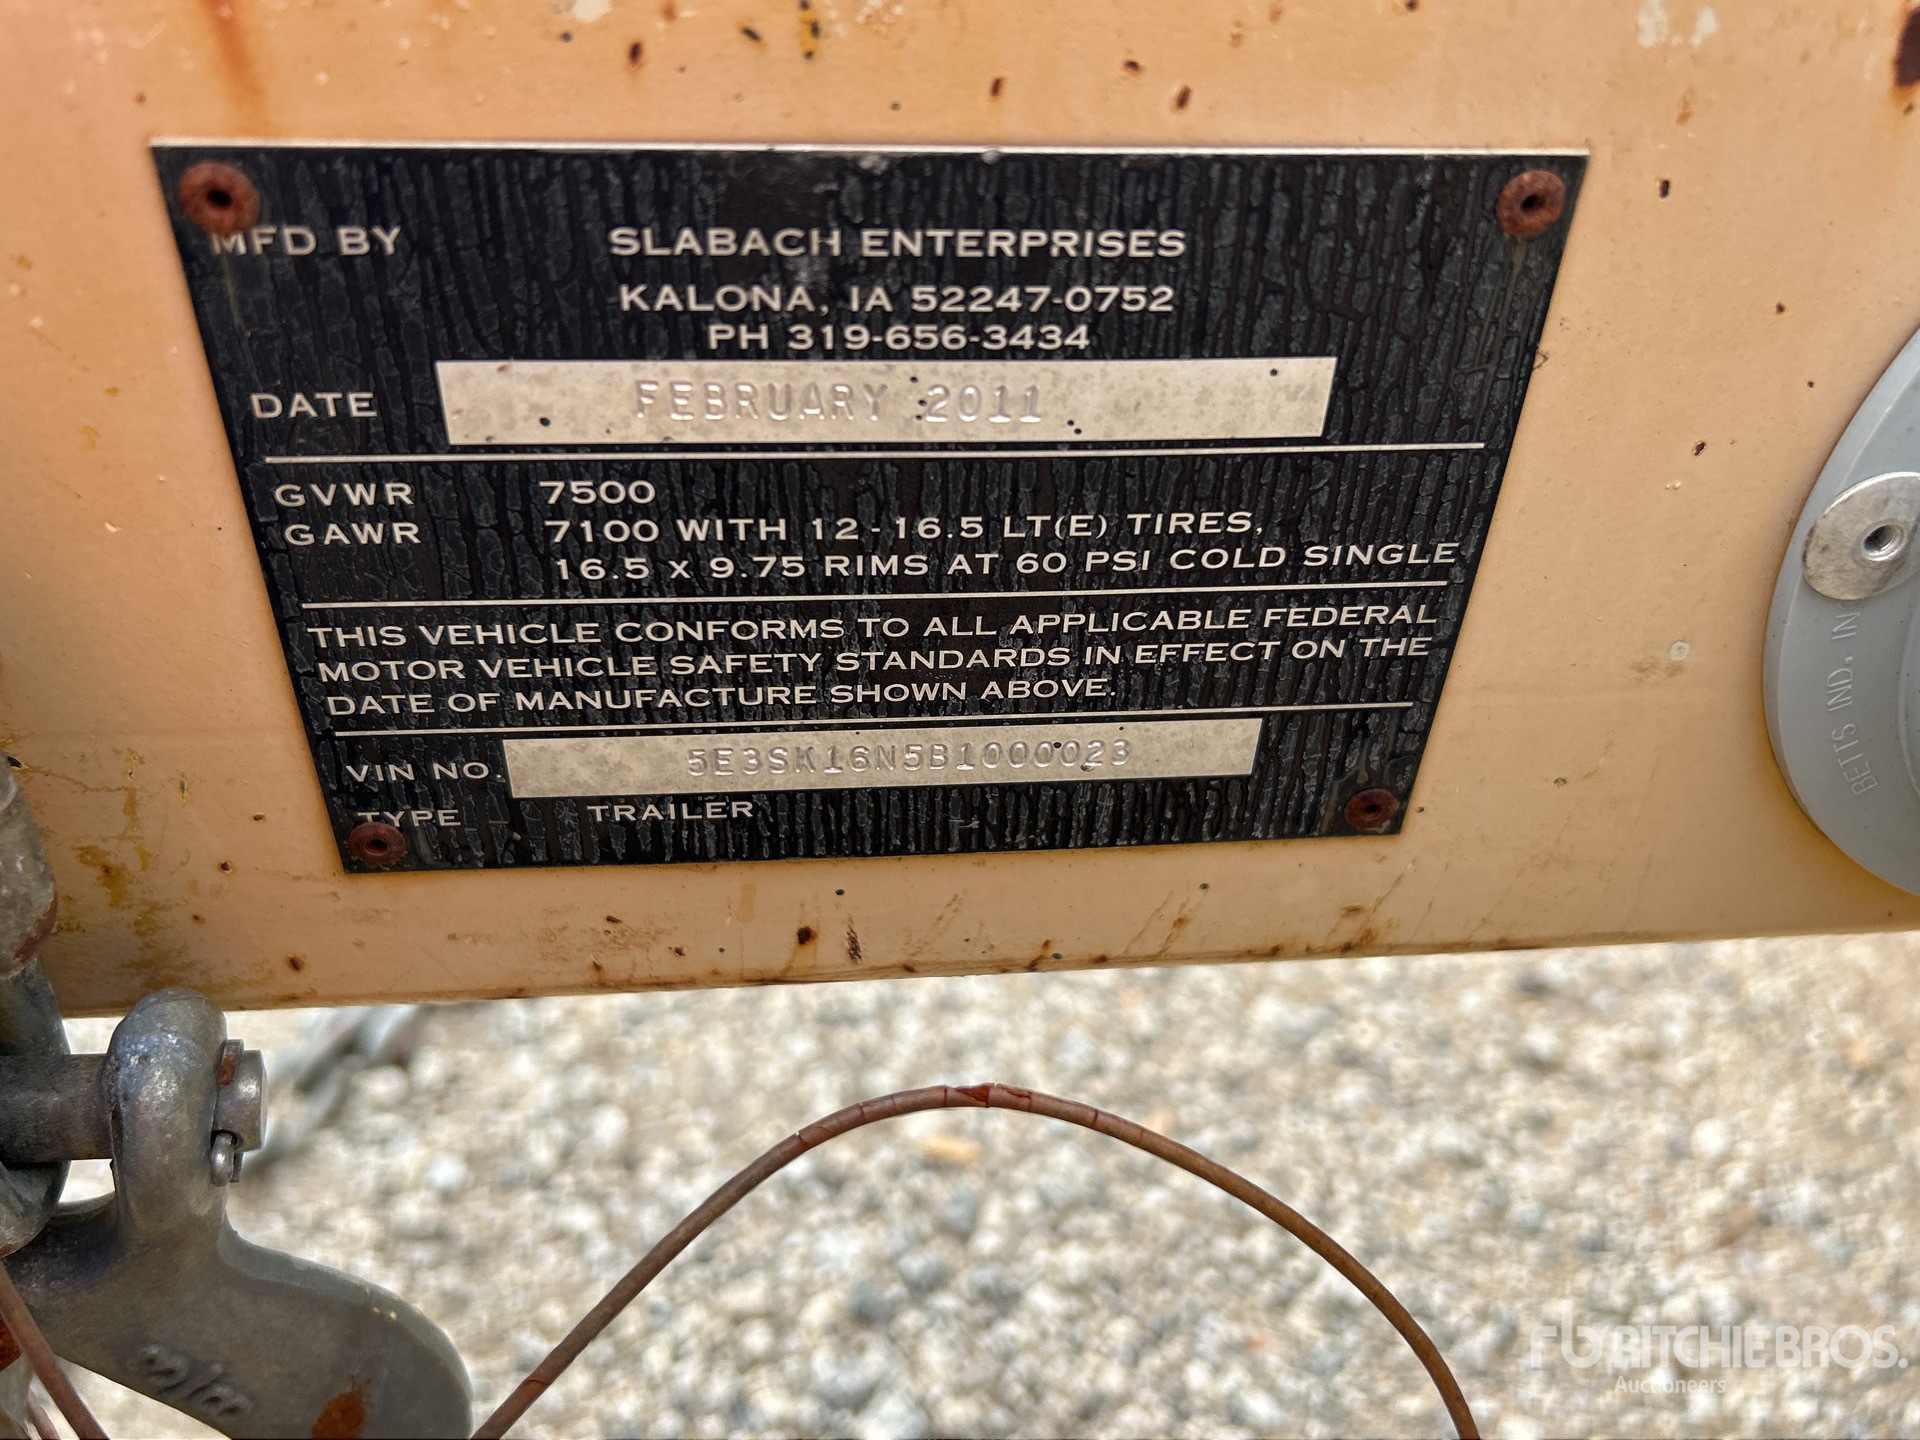 MFD BY SLABACH ENTERPRISES
KALONA, IA 52247-0752
PH 319-656-3434
DATE FEBRUARY 2011
GVWR 7500
GAWR 7100 WITH 12-16.5 LT(E) TIRES,
16.5 X 9.75 RIMS AT 60 PSI COLD SINGLE
THIS VEHICLE CONFORMS TO ALL APPLICABLE FEDERAL
MOTOR VEHICLE SAFETY STANDARDS IN EFFECT ON THE
DATE OF MANUFACTURE SHOWN ABOVE.
VIN NO. 5E3SK16N5B1000023
TYPE TRAILER
BETTS IND. INC
rb RITCHIE BROS.
Auctioneers